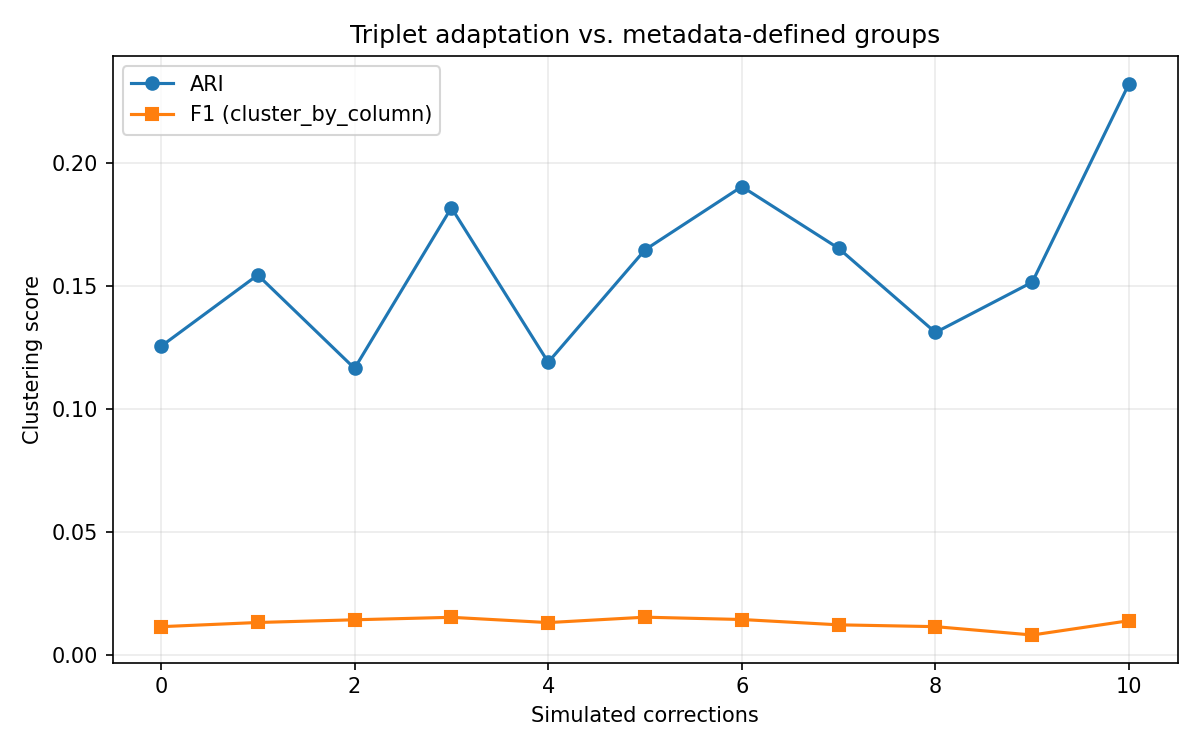 Triplet adaptation vs. metadata-defined groups
ARI
F1 (cluster_by_column)
Clustering score
0.20
0.15
0.10
0.05
0.00
0 2 4 6 8 10
Simulated corrections